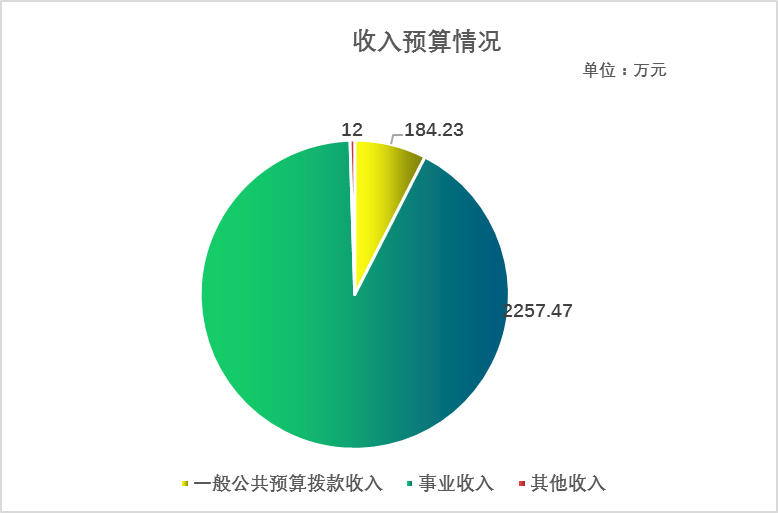 收入预算情况
单位：万元
12
184.23
2257.47
一般公共预算拨款收入 事业收入 其他收入